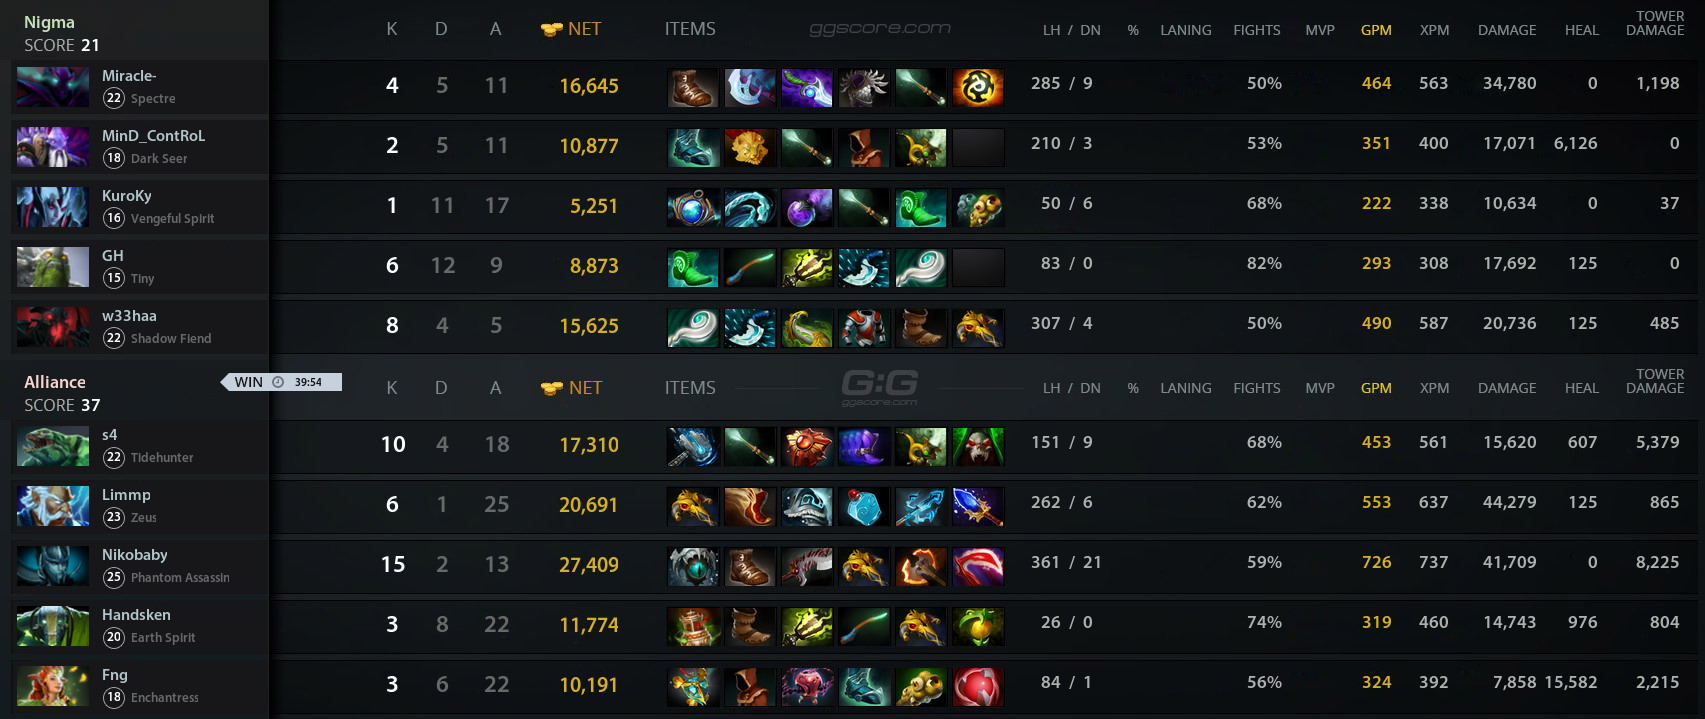 Nigma K D A NET ITEMS ggscore.com LH / DN % LANING FIGHTS MVP GPM XPM DAMAGE HEAL TOWER DAMAGE
SCORE 21
Miracle- 4 5 11 16,645 285 / 9 50% 464 563 34,780 0 1,198
22 Spectre
MinD_ContRoL 2 5 11 10,877 210 / 3 53% 351 400 17,071 6,126 0
18 Dark Seer
KuroKy 1 11 17 5,251 50 / 6 68% 222 338 10,634 0 37
16 Vengeful Spirit
GH 6 12 9 8,873 83 / 0 82% 293 308 17,692 125 0
15 Tiny
w33haa 8 4 5 15,625 307 / 4 50% 490 587 20,736 125 485
22 Shadow Fiend
Alliance WIN 39:54 K D A NET ITEMS G:G ggscore.com LH / DN % LANING FIGHTS MVP GPM XPM DAMAGE HEAL TOWER DAMAGE
SCORE 37
s4 10 4 18 17,310 151 / 9 68% 453 561 15,620 607 5,379
22 Tidehunter
Limmp 6 1 25 20,691 262 / 6 62% 553 637 44,279 125 865
23 Zeus
Nikobaby 15 2 13 27,409 361 / 21 59% 726 737 41,709 0 8,225
25 Phantom Assassin
Handsken 3 8 22 11,774 26 / 0 74% 319 460 14,743 976 804
20 Earth Spirit
Fng 3 6 22 10,191 84 / 1 56% 324 392 7,858 15,582 2,215
18 Enchantress